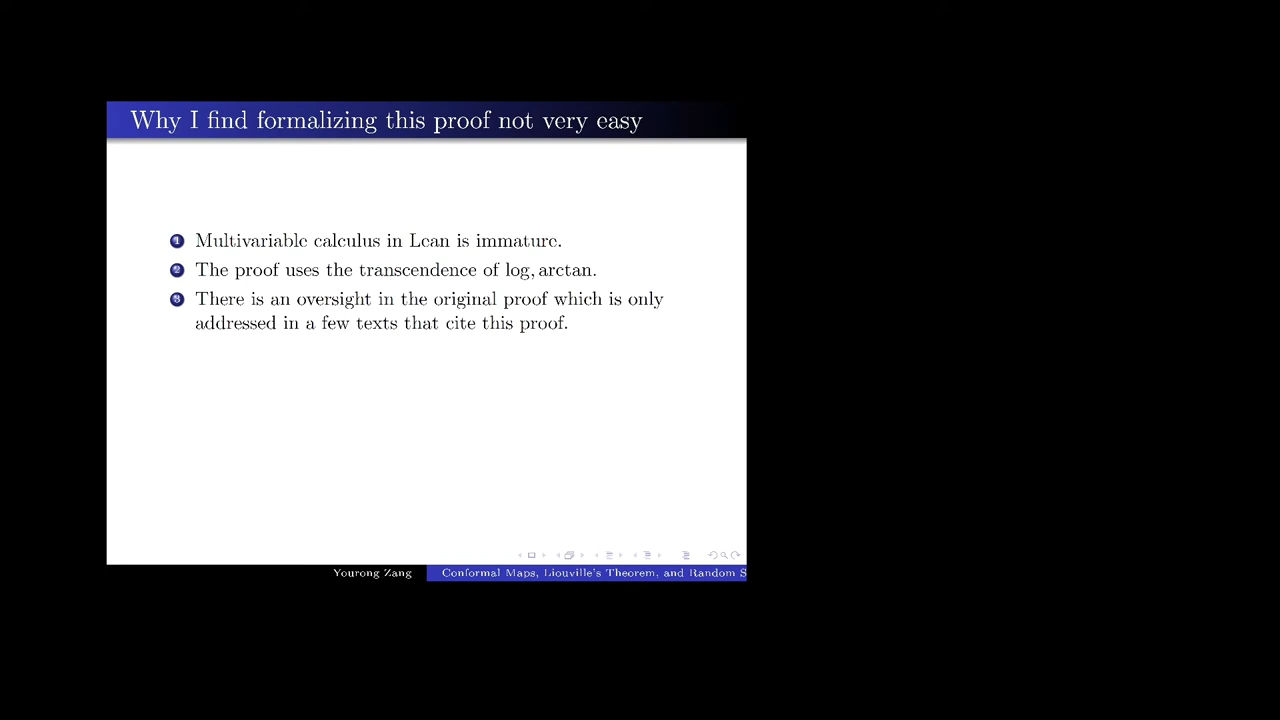 Why I find formalizing this proof not very easy
1 Multivariable calculus in Lean is immature.
2 The proof uses the transcendence of log, arctan.
3 There is an oversight in the original proof which is only
addressed in a few texts that cite this proof.
Yourong Zang
Conformal Maps, Liouville's Theorem, and Random S